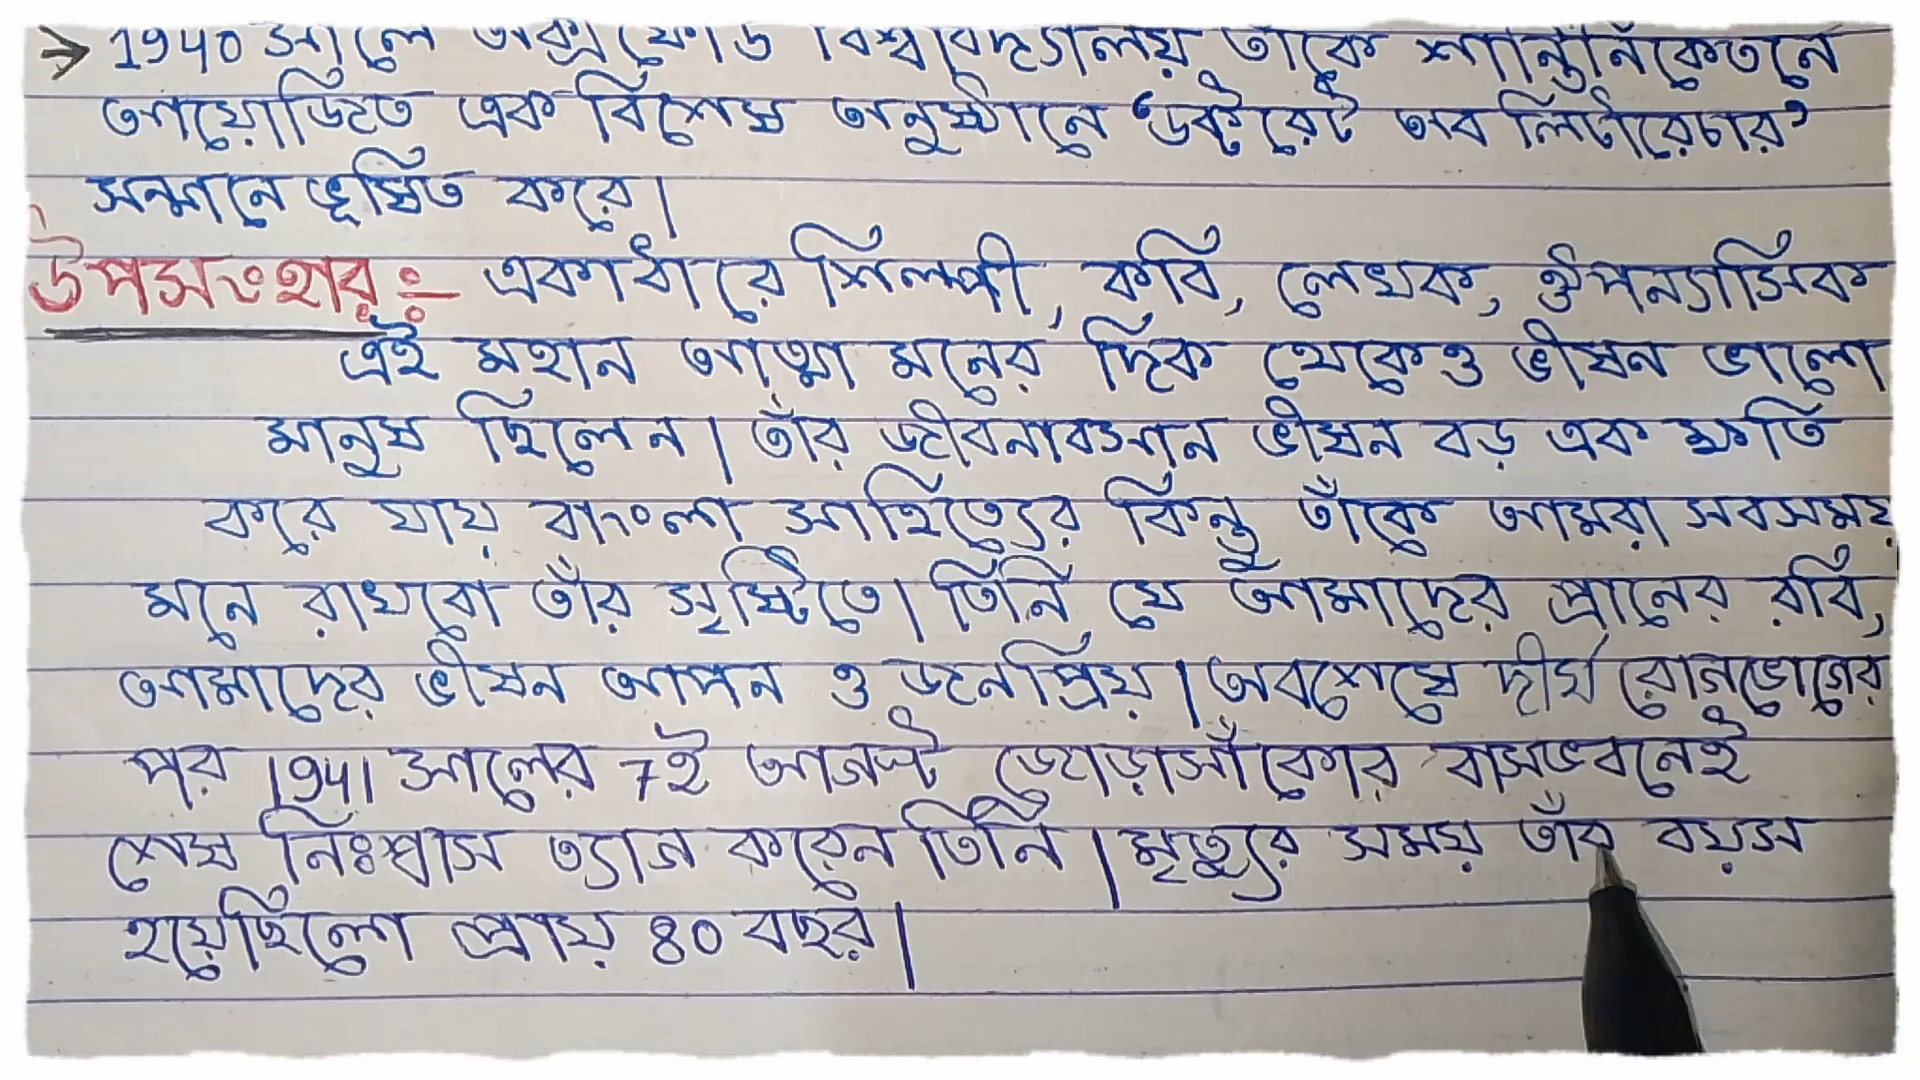 → 1940 সালে অক্সফোর্ড বিশ্ববিদ্যালয় তাঁকে শান্তিনিকেতনে
আয়োজিত এক বিশেষ অনুষ্ঠানে 'ডক্টরেট অব লিটারেচার'
সন্মানে ভূষিত করে।
উপসংহার:- একাধারে শিল্পী, কবি, লেখক, ঔপন্যাসিক
এই মহান আত্মা মনের দিক থেকেও ভীষন ভালো
মানুষ ছিলেন। তাঁর জীবনাবসান ভীষন বড় এক ক্ষতি
করে যায় বাংলা সাহিত্যের কিন্তু তাঁকে আমরা সবসময়
মনে রাখবো তাঁর সৃষ্টিতে। তিনি যে আমাদের প্রানের রবি,
আমাদের ভীষন আপন ও জনপ্রিয়। অবশেষে দীর্ঘ রোগভোগের
পর 1941 সালের 7ই আগস্ট জোড়াসাঁকোর বাসভবনেই
শেষ নিঃশ্বাস ত্যাগ করেন তিনি। মৃত্যুর সময় তাঁর বয়স
হয়েছিলো প্রায় 80 বছর।